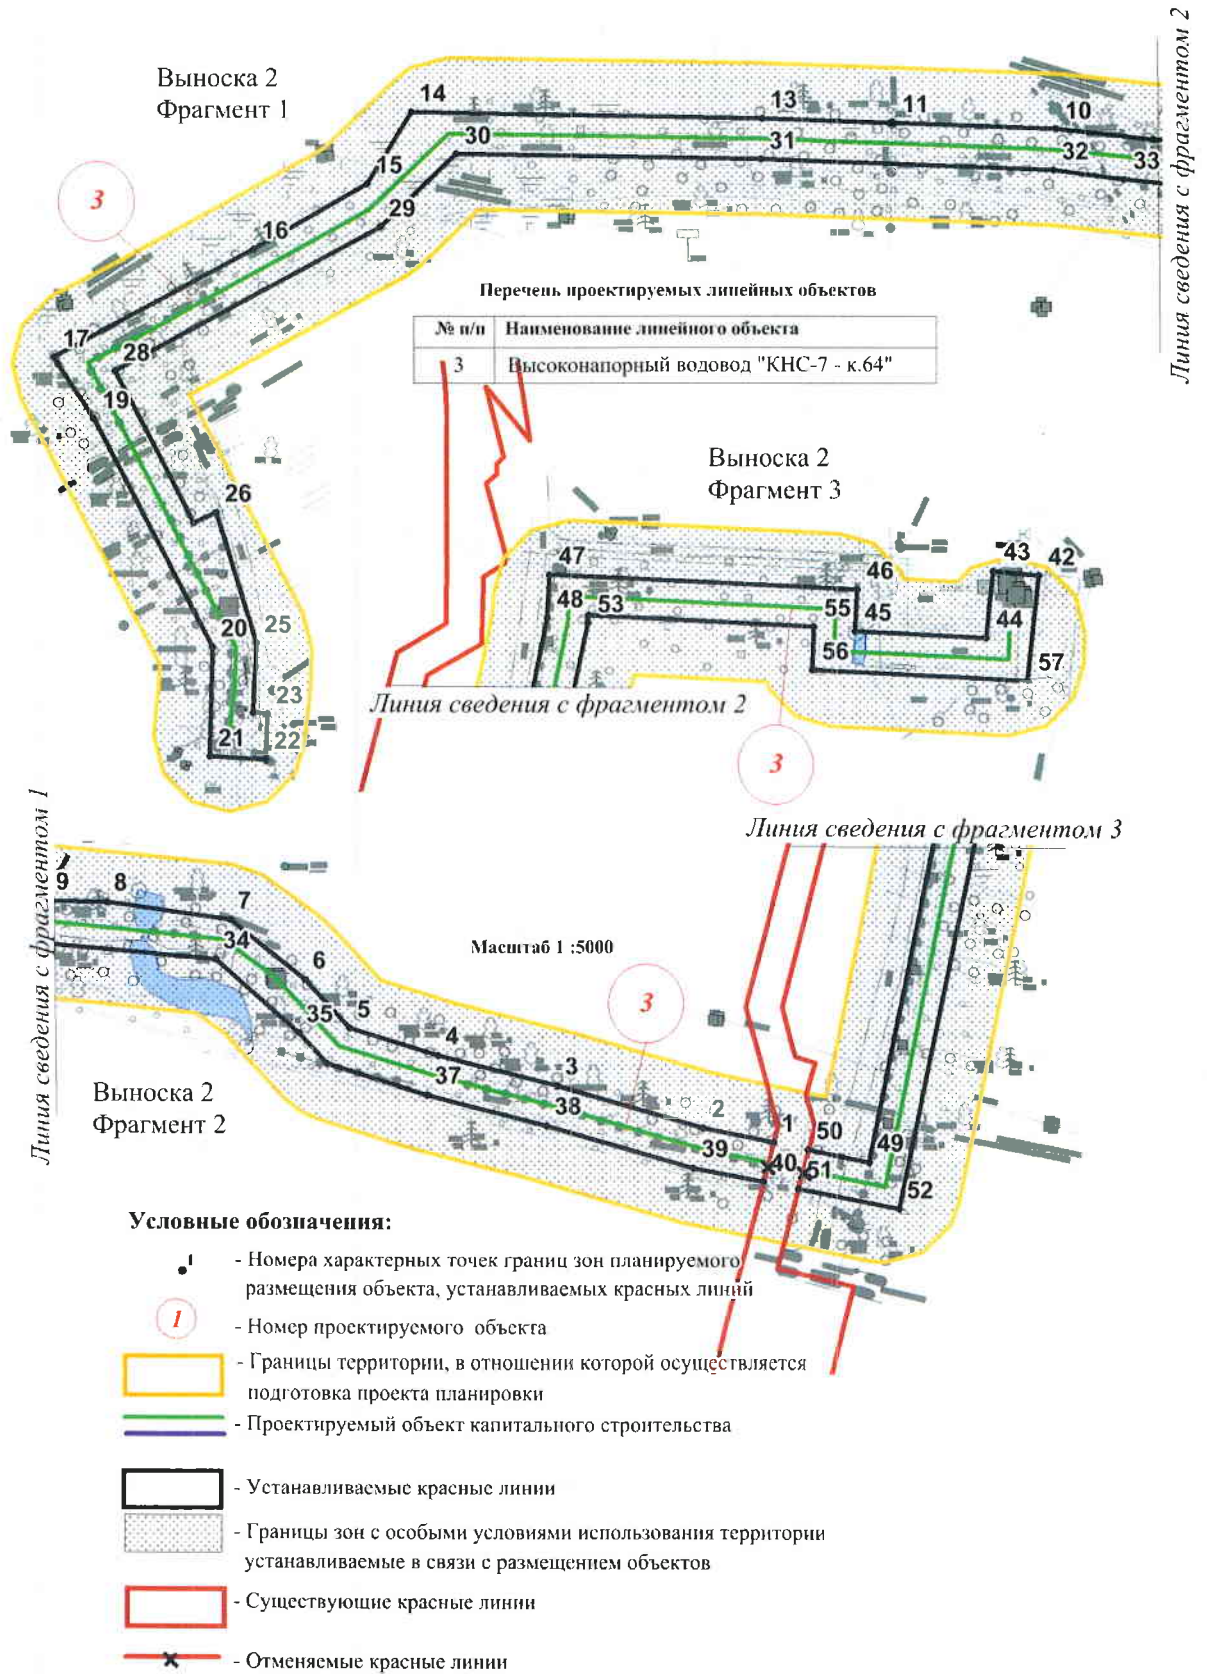 Выноска 2
Фрагмент 1
14
13
11
10
30
31
32
33
15
29
16
3
17
28
19
26
20
25
23
21
22
Линия сведения с фрагментом 2
Перечень проектируемых линейных объектов
№ п/п Наименование линейного объекта
3 Высоконапорный водовод "КНС-7 - к.64"
Выноска 2
Фрагмент 3
47
46
43
42
48
53
55
45
44
56
57
Линия сведения с фрагментом 2
3
Линия сведения с фрагментом 1
Линия сведения с фрагментом 3
9
8
7
34
6
35
5
4
37
3
38
2
39
1
40
50
51
49
52
Масштаб 1 :5000
3
Выноска 2
Фрагмент 2
Условные обозначения:
1
- Номера характерных точек границ зон планируемого
размещения объекта, устанавливаемых красных линий
1
- Номер проектируемого объекта
- Границы территории, в отношении которой осуществляется
подготовка проекта планировки
- Проектируемый объект капитального строительства
- Устанавливаемые красные линии
- Границы зон с особыми условиями использования территории
устанавливаемые в связи с размещением объектов
- Существующие красные линии
- Отменяемые красные линии